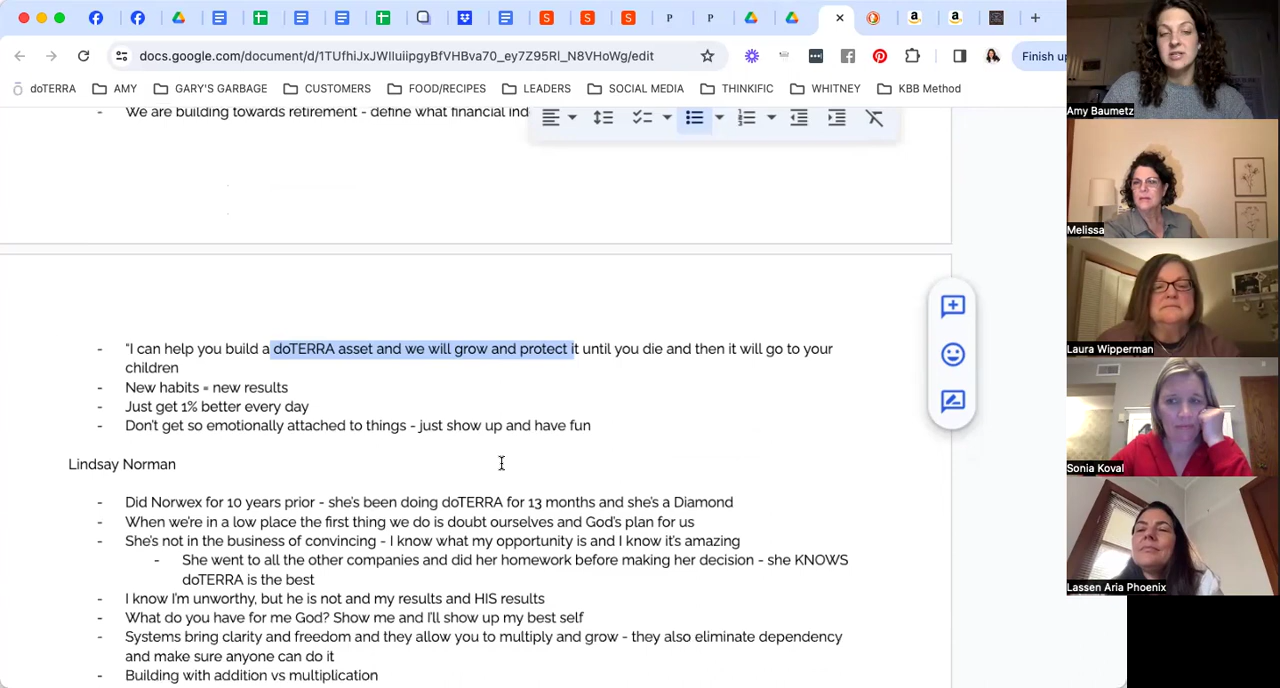 docs.google.com/document/d/1TUfhiJxJWIIuiipgyBfVHBva70_ey7Z95Rl_N8VHoWg/edit
Finish up
doTERRA
AMY
GARY'S GARBAGE
CUSTOMERS
FOOD/RECIPES
LEADERS
SOCIAL MEDIA
THINKIFIC
WHITNEY
KBB Method
- We are building towards retirement - define what financial ind
- "I can help you build a doTERRA asset and we will grow and protect it until you die and then it will go to your
children
- New habits = new results
- Just get 1% better every day
- Don't get so emotionally attached to things - just show up and have fun
Lindsay Norman
- Did Norwex for 10 years prior - she's been doing doTERRA for 13 months and she's a Diamond
- When we're in a low place the first thing we do is doubt ourselves and God's plan for us
- She's not in the business of convincing - I know what my opportunity is and I know it's amazing
- She went to all the other companies and did her homework before making her decision - she KNOWS
doTERRA is the best
- I know I'm unworthy, but he is not and my results and HIS results
- What do you have for me God? Show me and I'll show up my best self
- Systems bring clarity and freedom and they allow you to multiply and grow - they also eliminate dependency
and make sure anyone can do it
- Building with addition vs multiplication
Amy Baumetz
Melissa
Laura Wipperman
Sonia Koval
Lassen Aria Phoenix